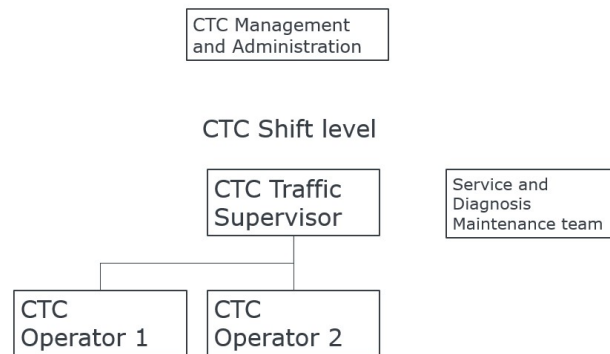 CTC Management
and Administration
CTC Shift level
CTC Traffic
Supervisor
Service and
Diagnosis
Maintenance team
CTC
Operator 1
CTC
Operator 2